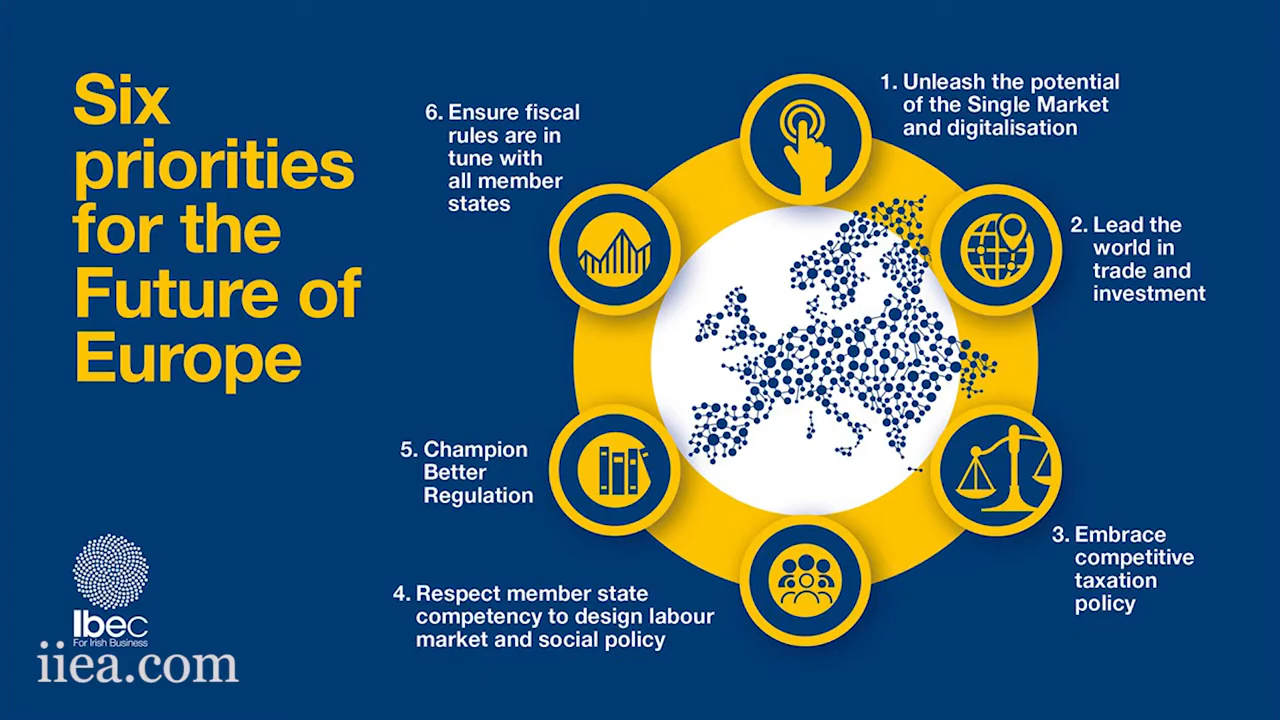 Six
priorities
for the
Future of
Europe
1. Unleash the potential
of the Single Market
and digitalisation
2. Lead the
world in
trade and
investment
3. Embrace
competitive
taxation
policy
4. Respect member state
competency to design labour
market and social policy
5. Champion
Better
Regulation
6. Ensure fiscal
rules are in
tune with
all member
states
Ibec
For Irish Business
iiea.com